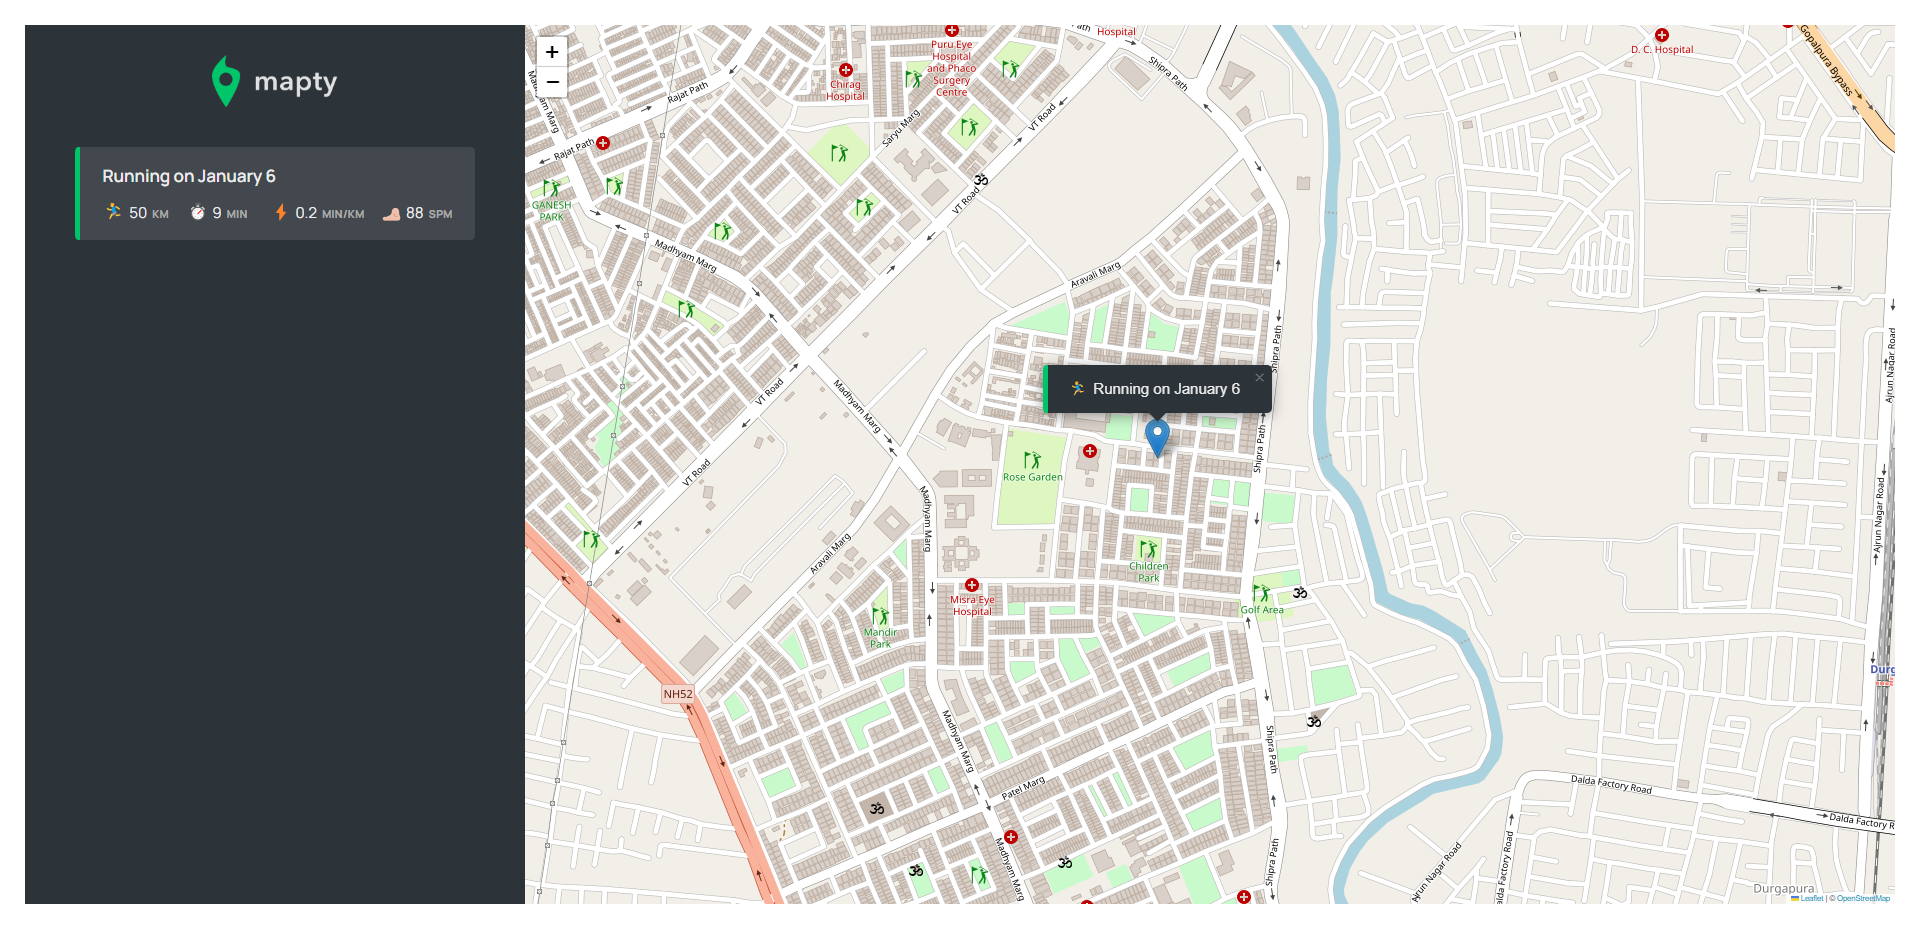 mapty
Running on January 6
50 KM
9 MIN
0.2 MIN/KM
88 SPM
+
−
Hospital
Puru Eye
Hospital
and Phaco
Surgery
Centre
Chirag
Hospital
D. C. Hospital
Gopalpura Bypass
Shipra Path
Rajat Path
VT Road
Saryu Marg
Rajat Path
GANESH
PARK
VT Road
Madhyam Marg
Aravali Marg
Shipra Path
Ajrun Nagar Road
Running on January 6
×
VT Road
Madhyam Marg
Shipra Path
VT Road
Rose Garden
Madhyam Marg
Ajrun Nagar Road
Aravali Marg
Children
Park
Misra Eye
Hospital
Golf Area
Mandir
Park
NH52
Madhyam Marg
Shipra Path
Patel Marg
Dalda Factory Road
Dalda Factory R
Madhyam Marg
Shipra Path
Arjun Nagar Road
Dalda Factory Road
Durgapura
Leaflet | © OpenStreetMap